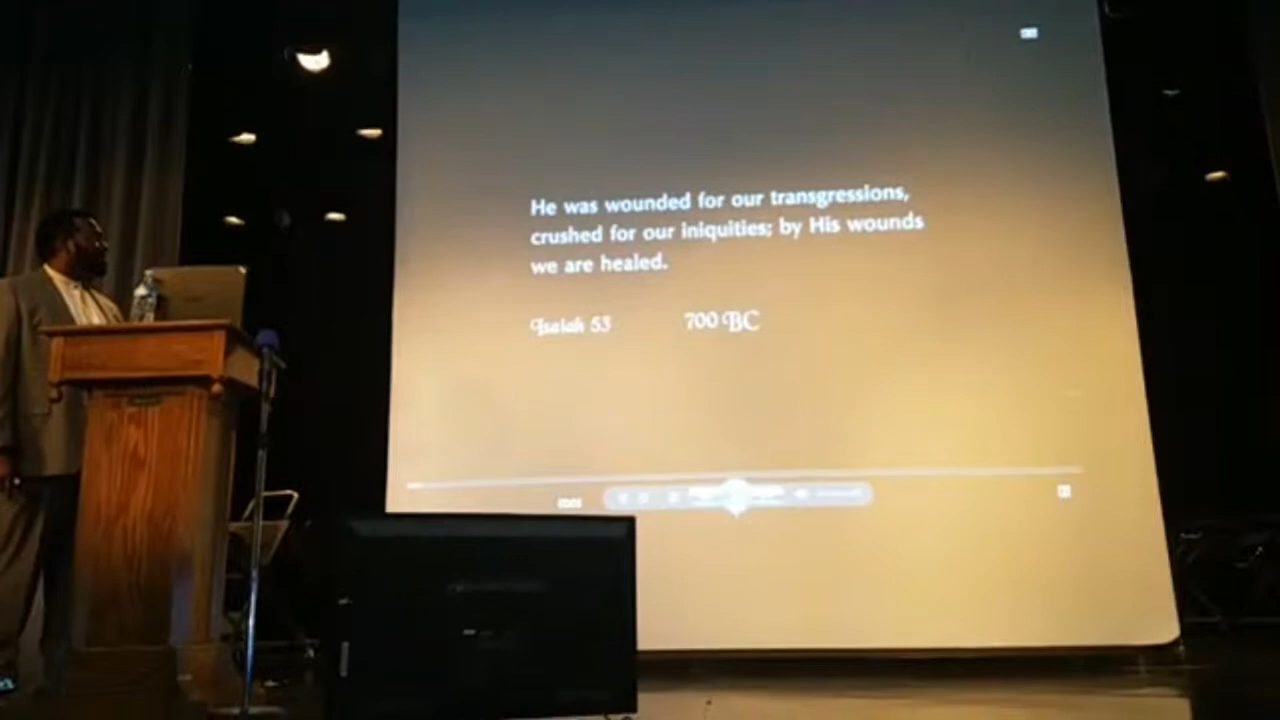 He was wounded for our transgressions,
crushed for our iniquities; by His wounds
we are healed.
Isaiah 53 700 BC